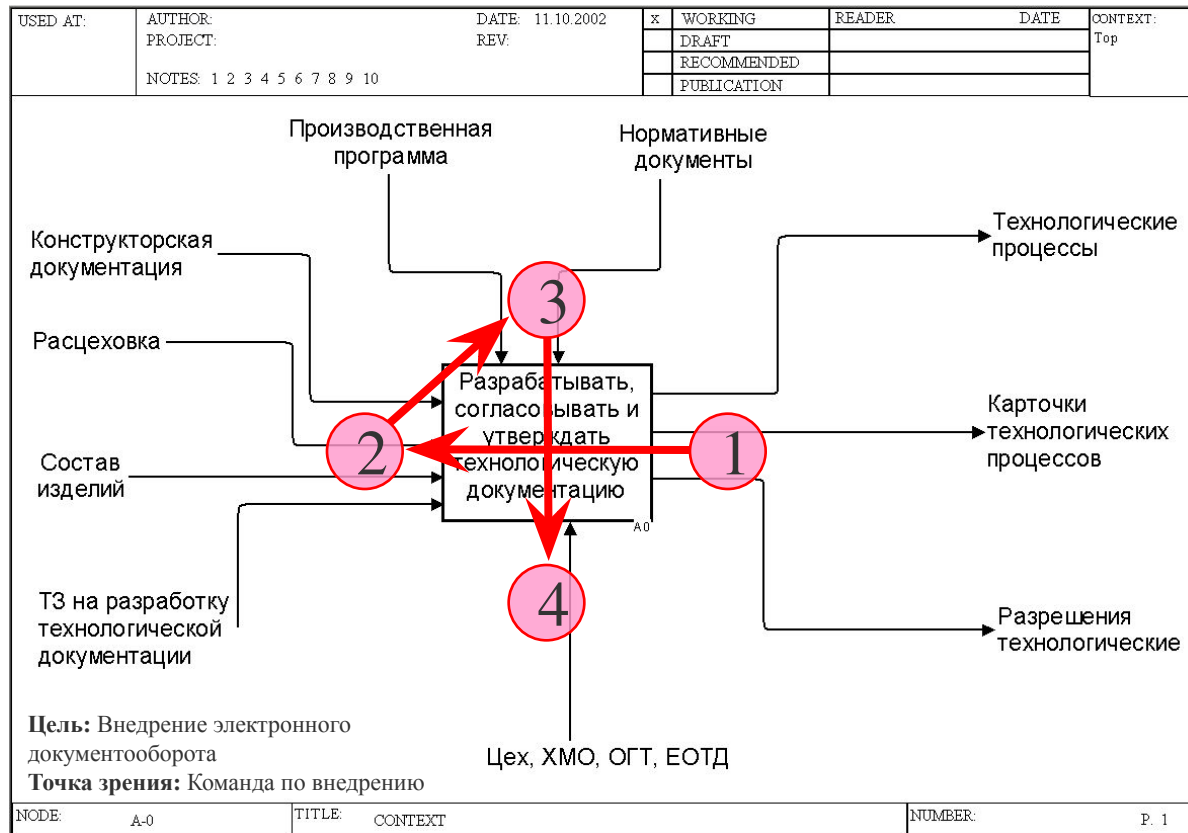 USED AT:
AUTHOR:
DATE: 11.10.2002
PROJECT:
REV:
NOTES: 1 2 3 4 5 6 7 8 9 10
x WORKING
DRAFT
RECOMMENDED
PUBLICATION
READER
DATE
CONTEXT:
Top
Производственная
программа
Нормативные
документы
Конструкторская
документация
Расцеховка
Состав
изделий
ТЗ на разработку
технологической
документации
3
2
1
4
Разрабатывать,
согласовывать и
утверждать
технологическую
документацию
A0
Технологические
процессы
Карточки
технологических
процессов
Разрешения
технологические
Цех, ХМО, ОГТ, ЕОТД
Цель: Внедрение электронного
документооборота
Точка зрения: Команда по внедрению
NODE: A-0
TITLE: CONTEXT
NUMBER:
P. 1